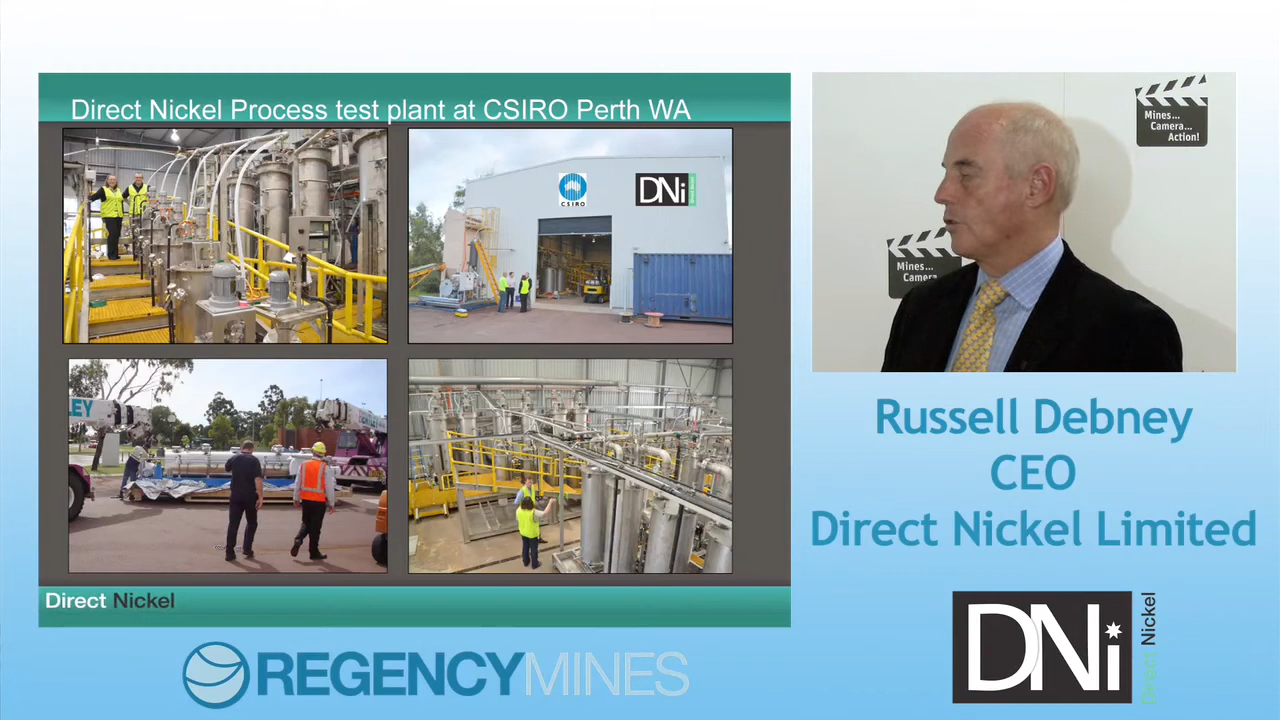 Direct Nickel Process test plant at CSIRO Perth WA
CSIRO
DNi
Mines...
Camera...
Action!
Mines...
Camera
Russell Debney
CEO
Direct Nickel Limited
Direct Nickel
REGENCYMINES
DNi
Direct Nickel